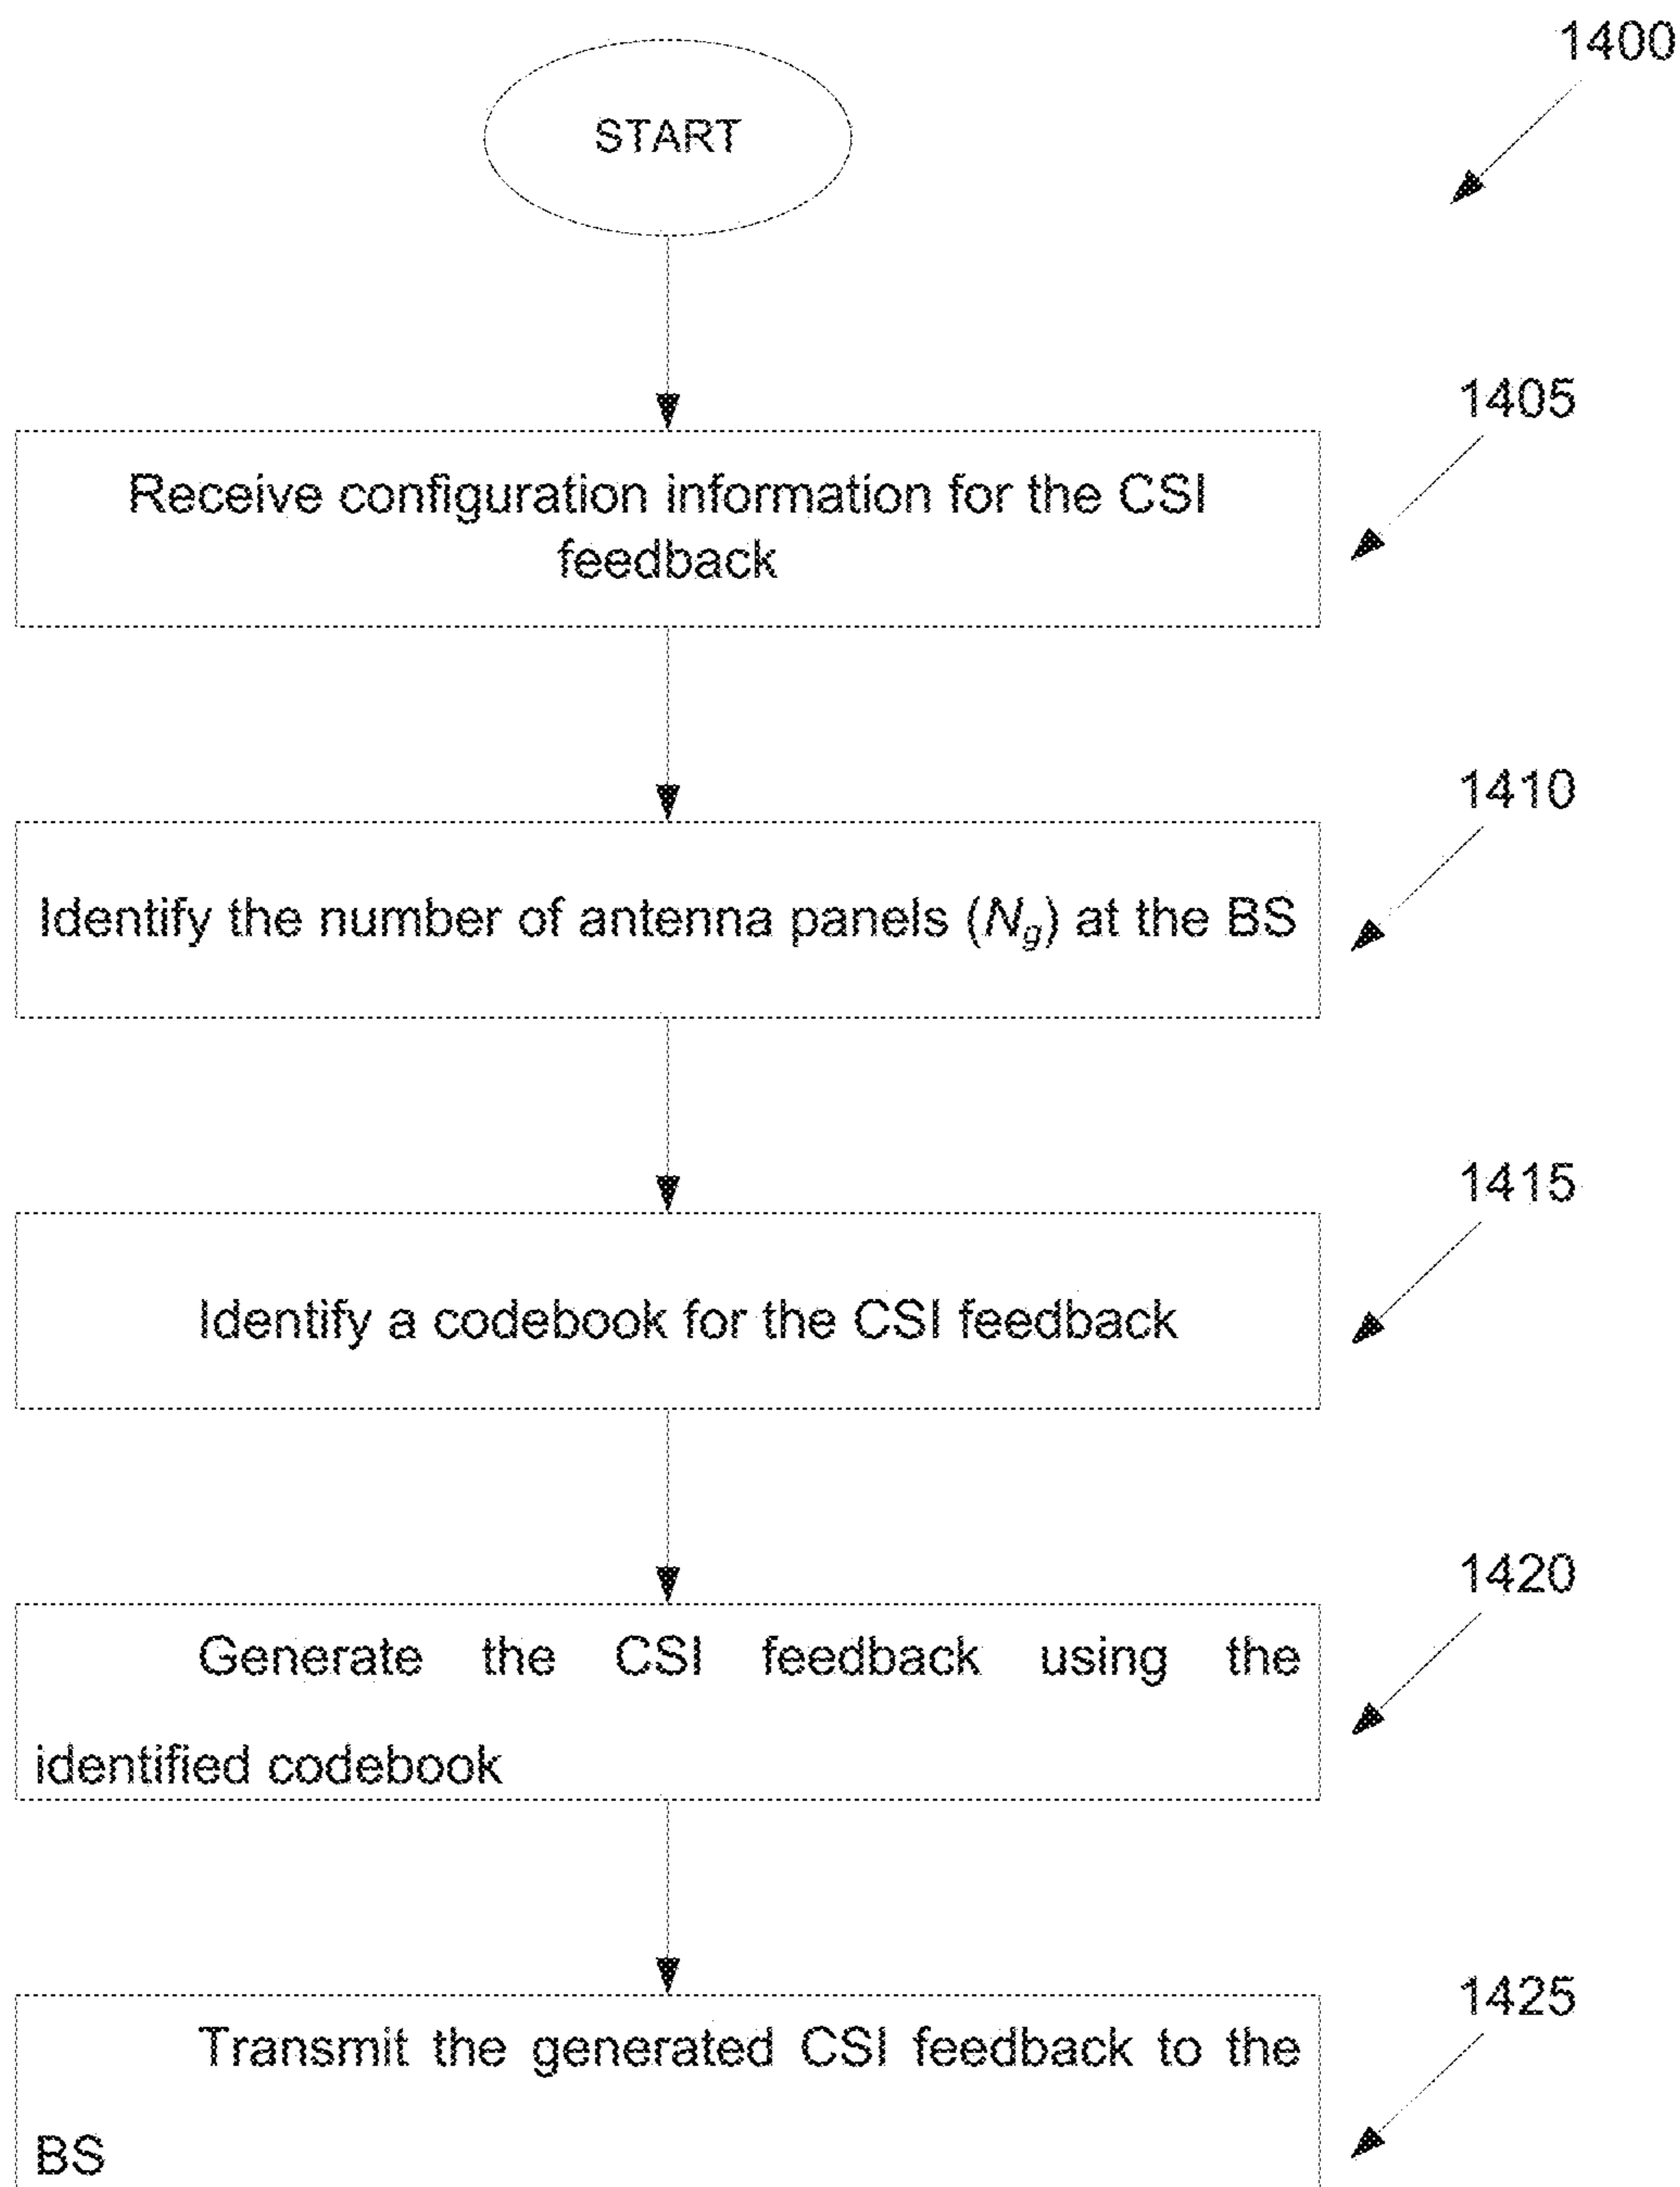 1400
START
1405
Receive configuration information for the CSI
feedback
1410
Identify the number of antenna panels (Ng) at the BS
1415
Identify a codebook for the CSI feedback
1420
Generate the CSI feedback using the
identified codebook
1425
Transmit the generated CSI feedback to the
BS